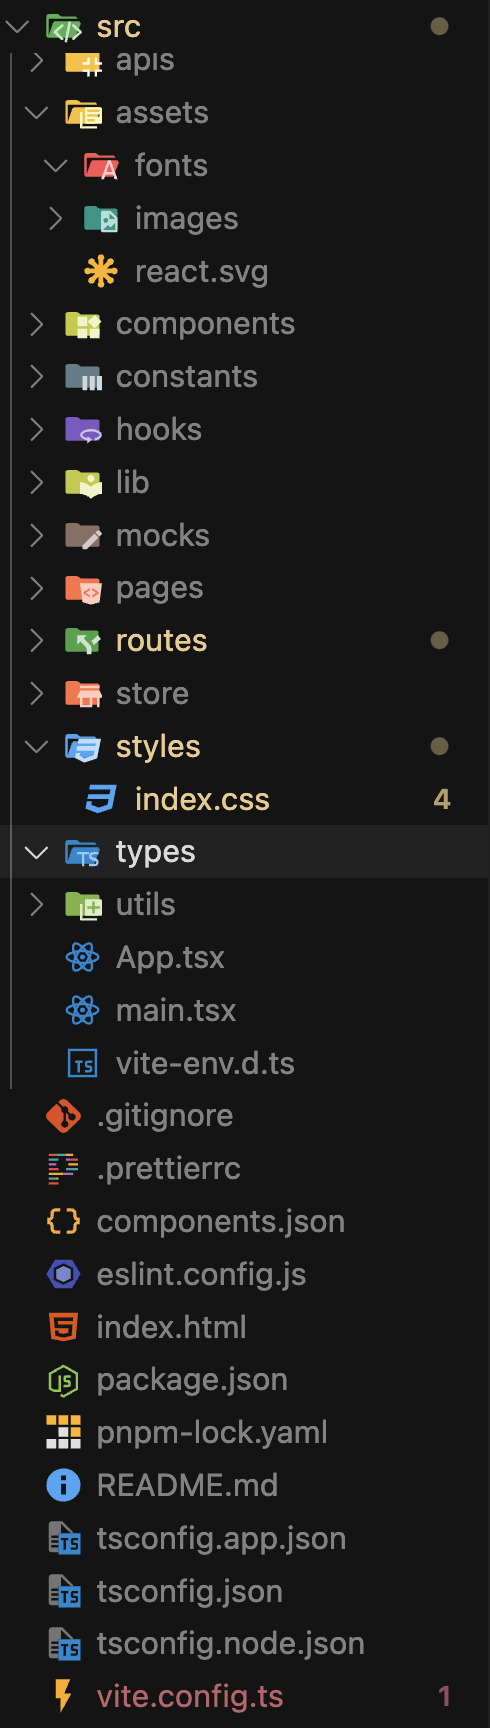 src
apis
assets
fonts
images
react.svg
components
constants
hooks
lib
mocks
pages
routes
store
styles
index.css 4
types
utils
App.tsx
main.tsx
vite-env.d.ts
.gitignore
.prettierrc
components.json
eslint.config.js
index.html
package.json
pnpm-lock.yaml
README.md
tsconfig.app.json
tsconfig.json
tsconfig.node.json
vite.config.ts 1